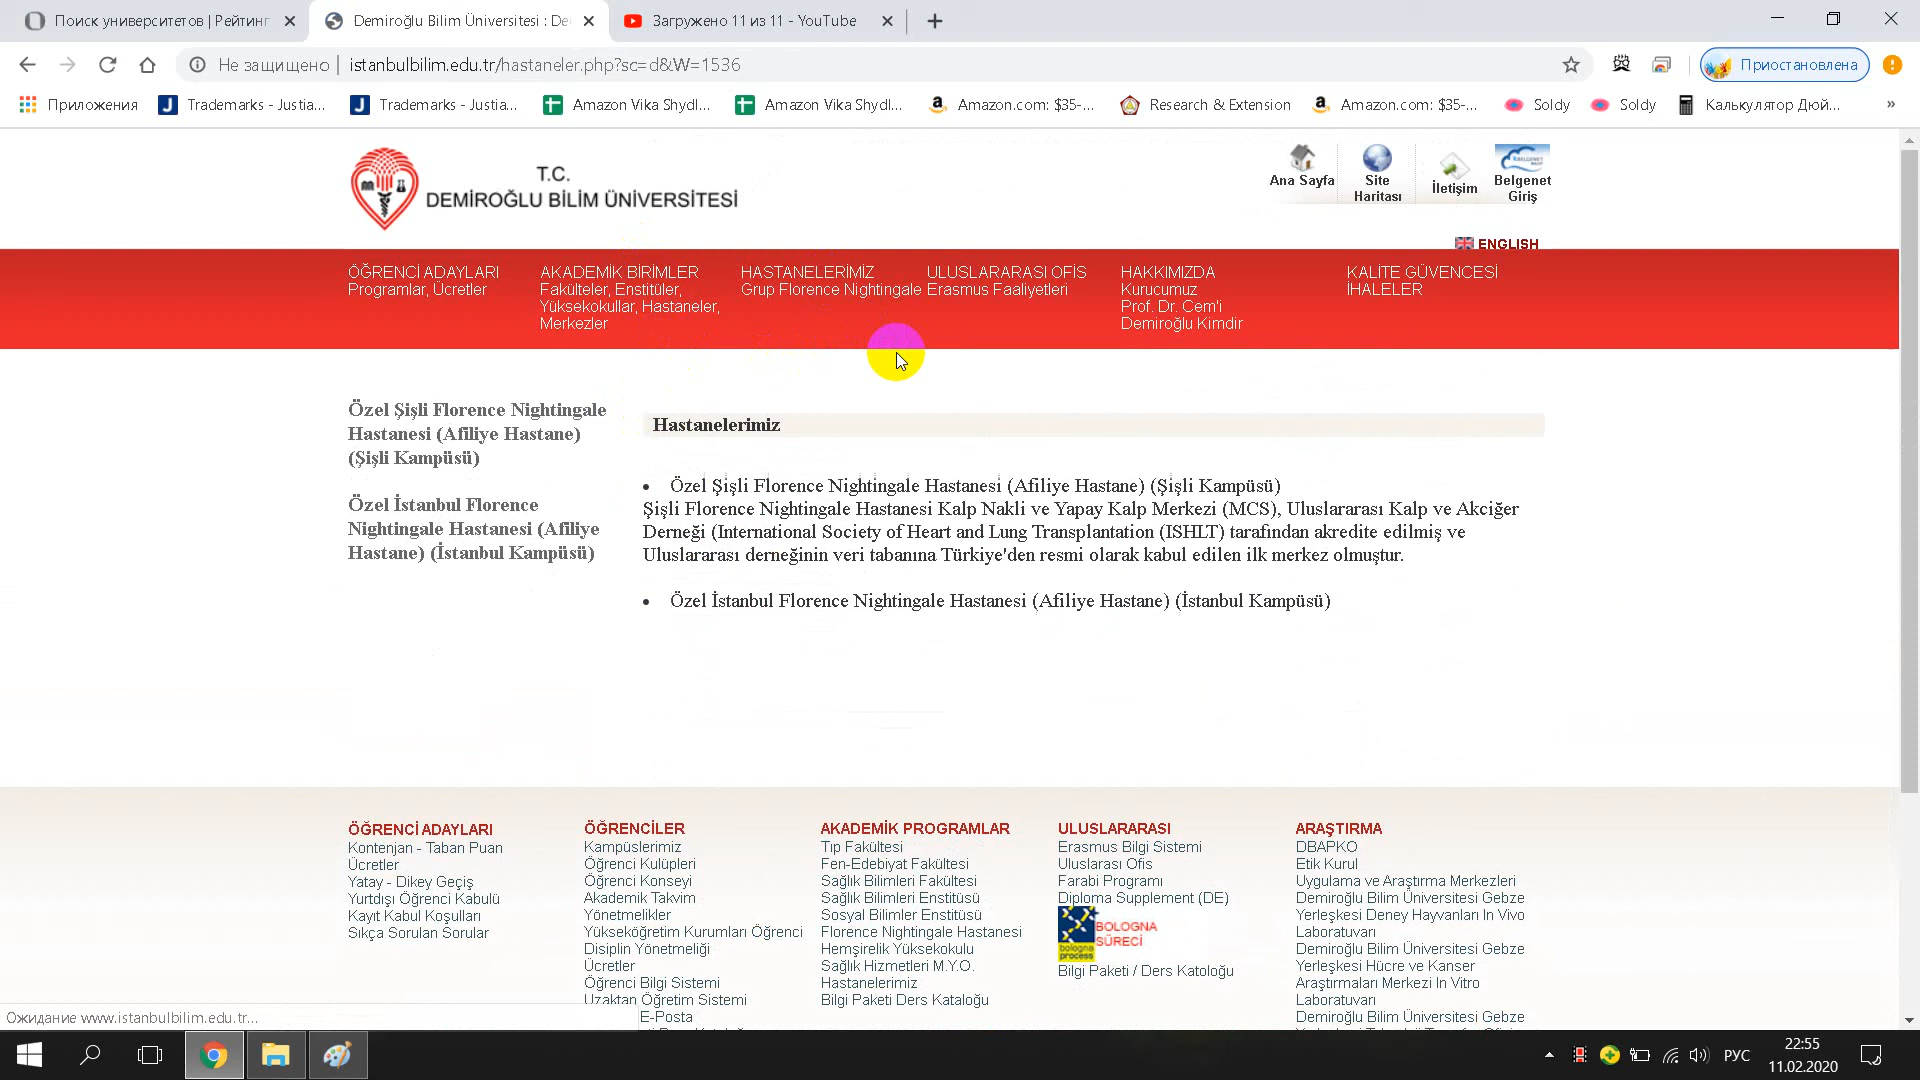 Поиск университетов | Рейтинг
Demiroğlu Bilim Üniversitesi : De
Загружено 11 из 11 - YouTube
Не защищено | istanbulbilim.edu.tr/hastaneler.php?sc=d&W=1536
Приостановлена
Приложения
Trademarks - Justia...
Trademarks - Justia...
Amazon Vika Shydl...
Amazon Vika Shydl...
Amazon.com: $35-...
Research & Extension
Amazon.com: $35-...
Soldy
Soldy
Калькулятор Дюй...
»
T.C.
DEMİROĞLU BİLİM ÜNİVERSİTESİ
Ana Sayfa
Site
Haritası
İletişim
Belgenet
Giriş
ENGLISH
ÖĞRENCİ ADAYLARI
Programlar, Ücretler
AKADEMİK BİRİMLER
Fakülteler, Enstitüler,
Yüksekokullar, Hastaneler,
Merkezler
HASTANELERİMİZ
Grup Florence Nightingale
ULUSLARARASI OFİS
Erasmus Faaliyetleri
HAKKIMIZDA
Kurucumuz
Prof. Dr. Cem'i
Demiroğlu Kimdir
KALİTE GÜVENCESİ
İHALELER
Özel Şişli Florence Nightingale
Hastanesi (Afiliye Hastane)
(Şişli Kampüsü)
Özel İstanbul Florence
Nightingale Hastanesi (Afiliye
Hastane) (İstanbul Kampüsü)
Hastanelerimiz
• Özel Şişli Florence Nightingale Hastanesi (Afiliye Hastane) (Şişli Kampüsü)
Şişli Florence Nightingale Hastanesi Kalp Nakli ve Yapay Kalp Merkezi (MCS), Uluslararası Kalp ve Akciğer
Derneği (International Society of Heart and Lung Transplantation (ISHLT) tarafından akredite edilmiş ve
Uluslararası derneğinin veri tabanına Türkiye'den resmi olarak kabul edilen ilk merkez olmuştur.
• Özel İstanbul Florence Nightingale Hastanesi (Afiliye Hastane) (İstanbul Kampüsü)
ÖĞRENCİ ADAYLARI
Kontenjan - Taban Puan
Ücretler
Yatay - Dikey Geçiş
Yurtdışı Öğrenci Kabulü
Kayıt Kabul Koşulları
Sıkça Sorulan Sorular
ÖĞRENCİLER
Kampüslerimiz
Öğrenci Kulüpleri
Öğrenci Konseyi
Akademik Takvim
Yönetmelikler
Yükseköğretim Kurumları Öğrenci
Disiplin Yönetmeliği
Ücretler
Öğrenci Bilgi Sistemi
Uzaktan Öğretim Sistemi
E-Posta
AKADEMİK PROGRAMLAR
Tıp Fakültesi
Fen-Edebiyat Fakültesi
Sağlık Bilimleri Fakültesi
Sağlık Bilimleri Enstitüsü
Sosyal Bilimler Enstitüsü
Florence Nightingale Hastanesi
Hemşirelik Yüksekokulu
Sağlık Hizmetleri M.Y.O.
Hastanelerimiz
Bilgi Paketi Ders Kataloğu
ULUSLARARASI
Erasmus Bilgi Sistemi
Uluslarası Ofis
Farabi Programı
Diploma Supplement (DE)
bologna
process
BOLOGNA
SÜRECİ
Bilgi Paketi / Ders Katoloğu
ARAŞTIRMA
DBAPKO
Etik Kurul
Uygulama ve Araştırma Merkezleri
Demiroğlu Bilim Üniversitesi Gebze
Yerleşkesi Deney Hayvanları In Vivo
Laboratuvarı
Demiroğlu Bilim Üniversitesi Gebze
Yerleşkesi Hücre ve Kanser
Araştırmaları Merkezi In Vitro
Laboratuvarı
Demiroğlu Bilim Üniversitesi Gebze
Ожидание www.istanbulbilim.edu.tr...
РУС
22:55
11.02.2020